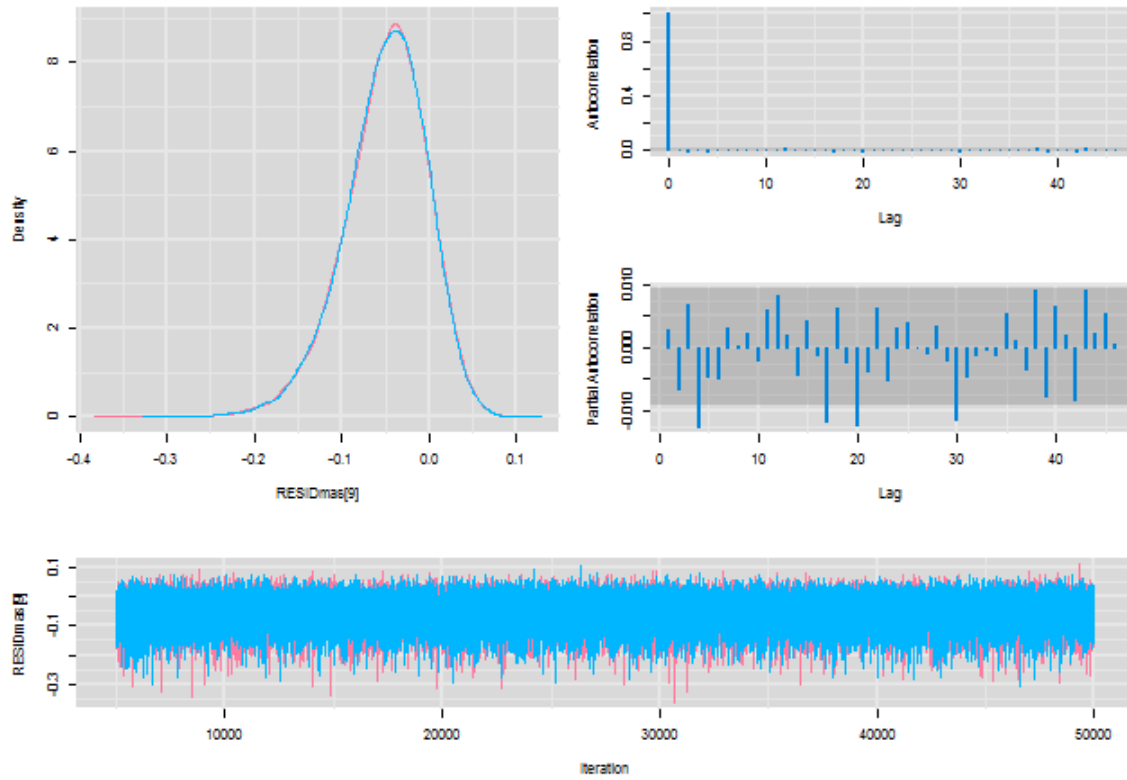 Density
0 2 4 6 8
-0.4 -0.3 -0.2 -0.1 0.0 0.1
RESIDmas[9]
Autocorrelation
0.0 0.4 0.8
0 10 20 30 40
Lag
Partial Autocorrelation
-0.010 0.000 0.010
0 10 20 30 40
Lag
-0.3 -0.1 0.1
10000 20000 30000 40000 50000
Iteration